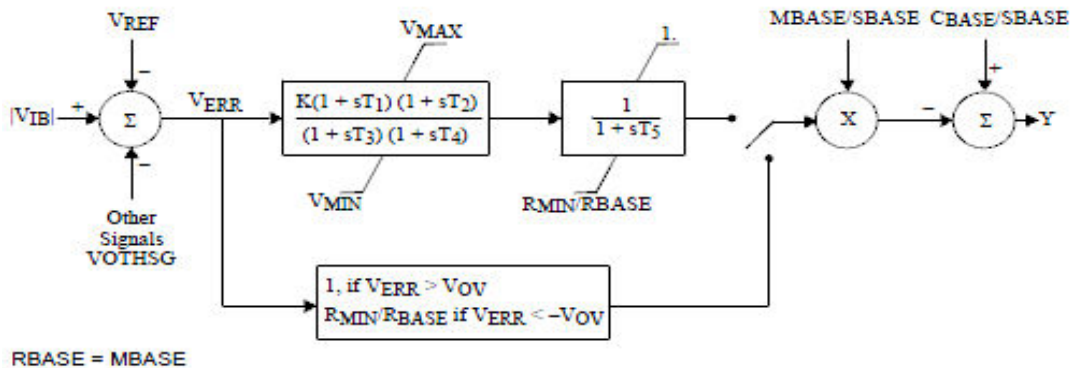 VREF
VMAX
1.
MBASE/SBASE CBASE/SBASE
− + 
|VIB| + Σ VERR
K(1 + sT1) (1 + sT2)
(1 + sT3) (1 + sT4)
1
1 + sT5
X − Σ Y
−
VMIN
RMIN/RBASE
Other
Signals
VOTHSG
1, if VERR > VOV
RMIN/RBASE if VERR < −VOV
RBASE = MBASE